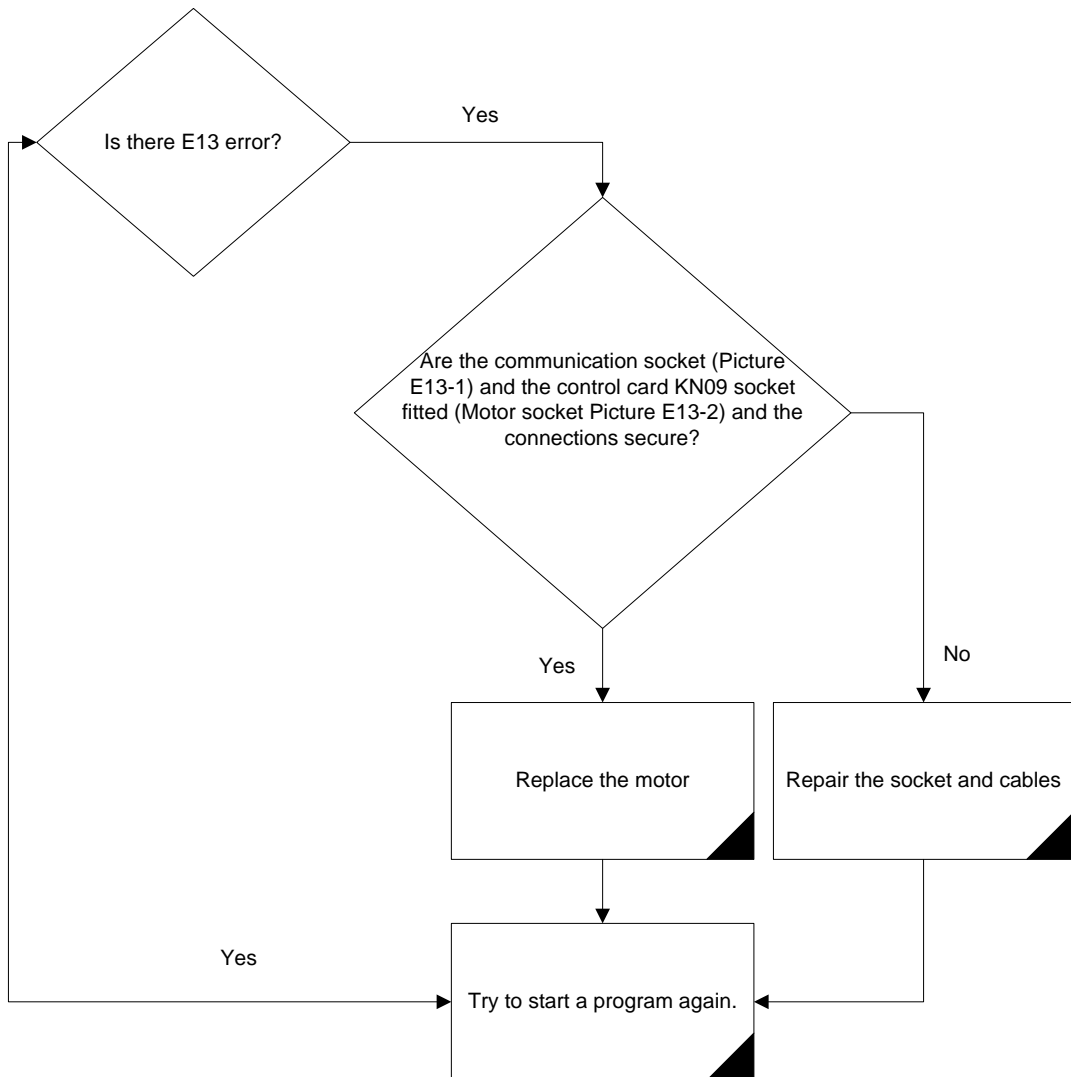 Is there E13 error?
Yes
Are the communication socket (Picture
E13-1) and the control card KN09 socket
fitted (Motor socket Picture E13-2) and the
connections secure?
Yes
No
Replace the motor
Repair the socket and cables
Yes
Try to start a program again.